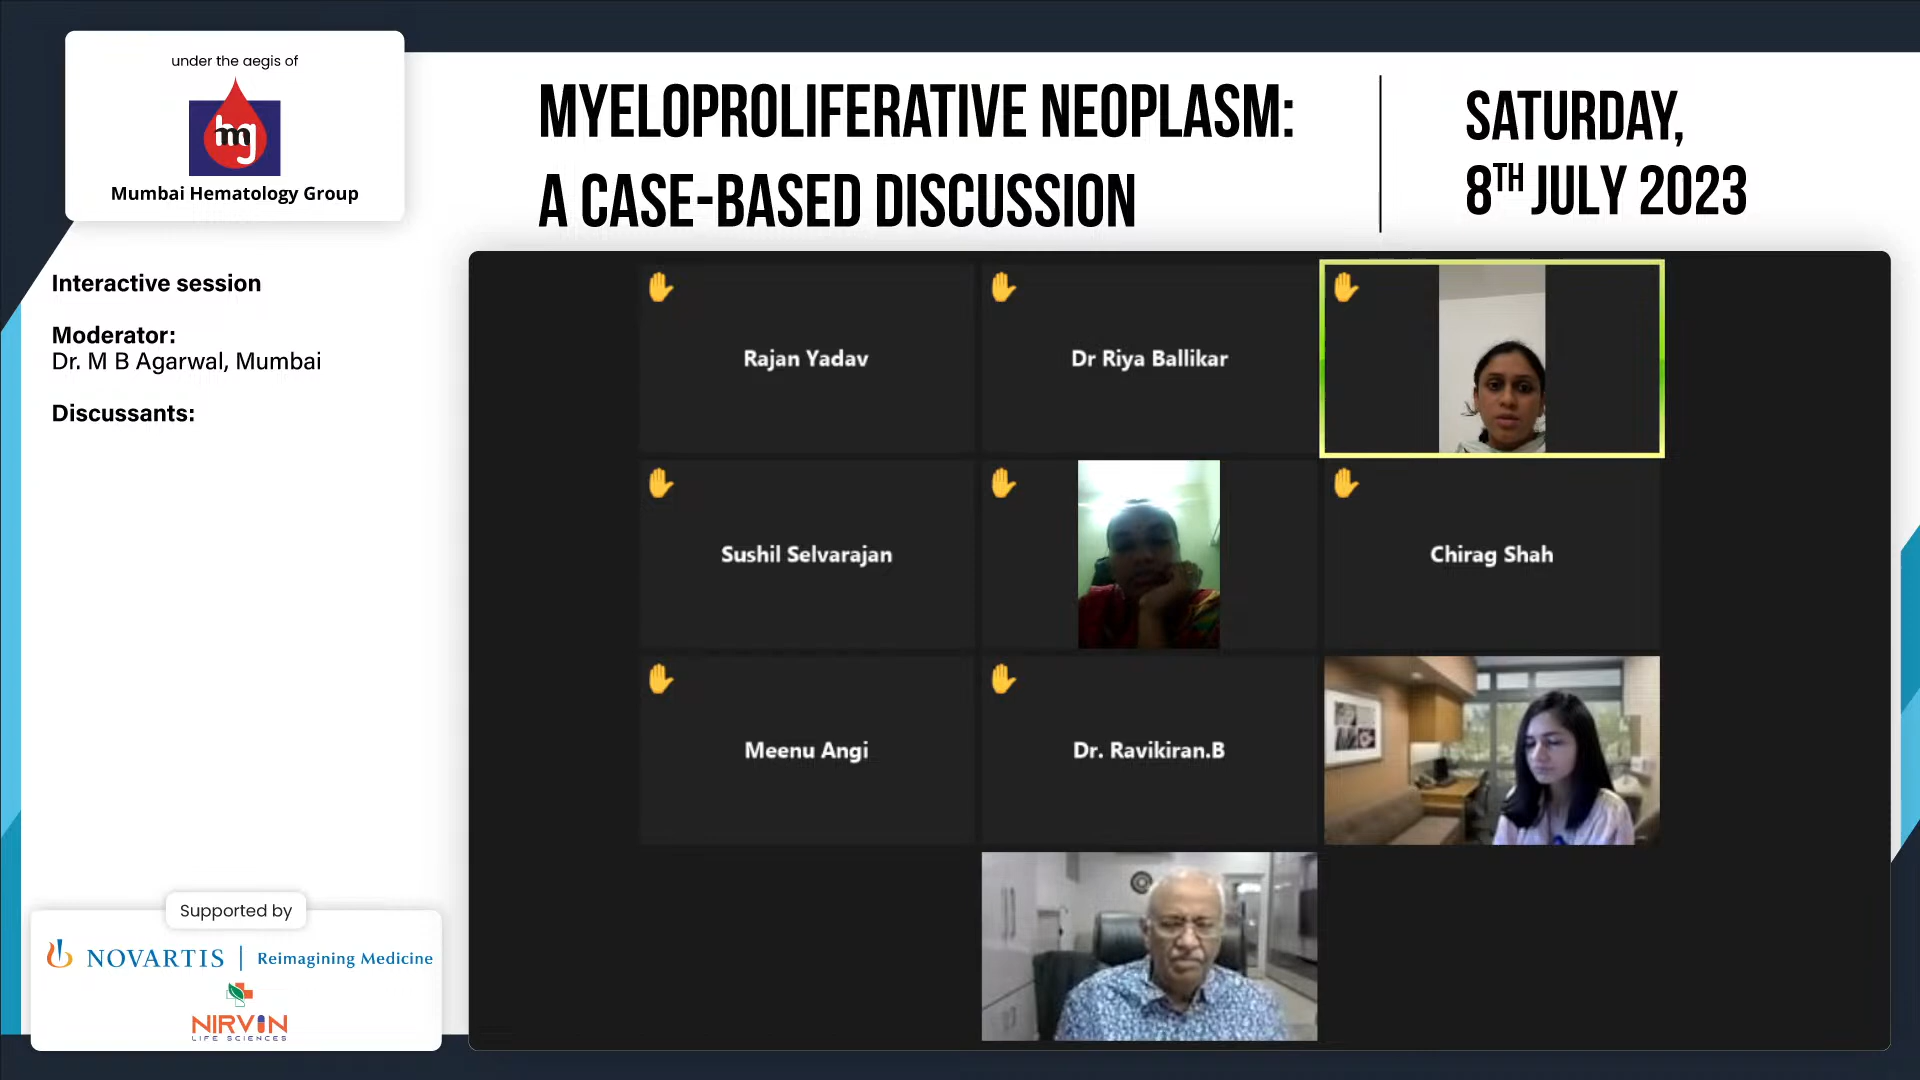 under the aegis of
mg
Mumbai Hematology Group
MYELOPROLIFERATIVE NEOPLASM:
A CASE-BASED DISCUSSION
SATURDAY,
8TH JULY 2023
Interactive session
Moderator:
Dr. M B Agarwal, Mumbai
Discussants:
Rajan Yadav
Dr Riya Ballikar
Sushil Selvarajan
Chirag Shah
Meenu Angi
Dr. Ravikiran.B
Supported by
NOVARTIS | Reimagining Medicine
NIRVIN
LIFE SCIENCES